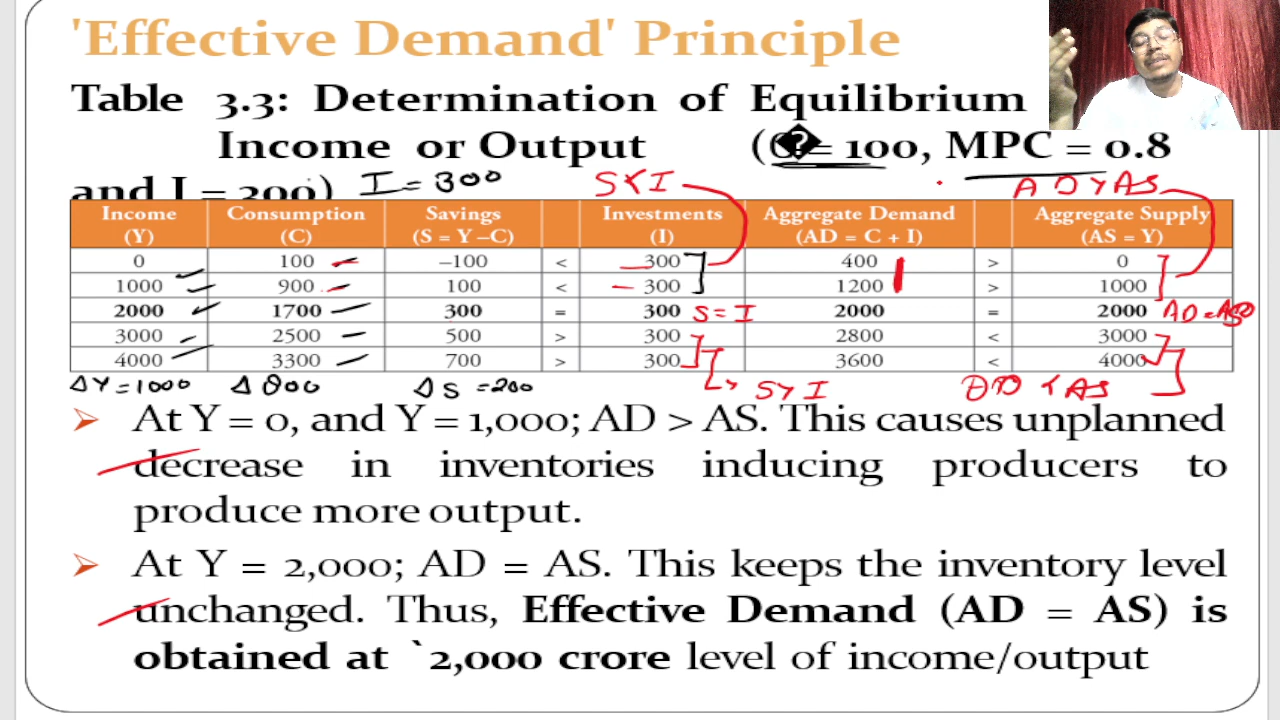 'Effective Demand' Principle
Table 3.3: Determination of Equilibrium
Income or Output (� = 100, MPC = 0.8
and I = 300) I = 300 S < I AD > AS
Income (Y) Consumption (C) Savings (S = Y –C) Investments (I) Aggregate Demand (AD = C + I) Aggregate Supply (AS = Y)
0 100 –100 < 300 400 > 0
1000 900 100 < 300 1200 > 1000
2000 1700 300 = 300 S = I 2000 = 2000 AD = AS
3000 2500 500 > 300 2800 < 3000
4000 3300 700 > 300 3600 < 4000
ΔY = 1000 Δ 800 ΔS = 200 S > I < AS
➢ At Y = 0, and Y = 1,000; AD > AS. This causes unplanned
decrease in inventories inducing producers to
produce more output.
➢ At Y = 2,000; AD = AS. This keeps the inventory level
unchanged. Thus, Effective Demand (AD = AS) is
obtained at `2,000 crore level of income/output